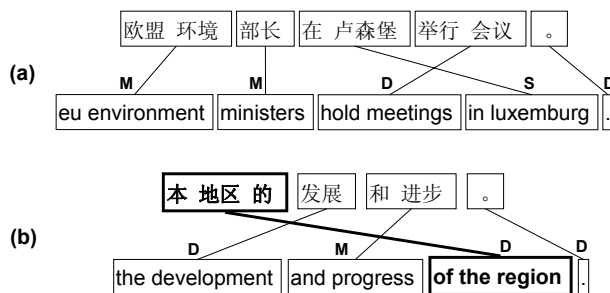 欧盟 环境 部长 在 卢森堡 举行 会议 。
(a)
M M D S D
eu environment ministers hold meetings in luxemburg .
本 地区 的 发展 和 进步 。
(b)
D M D D
the development and progress of the region .